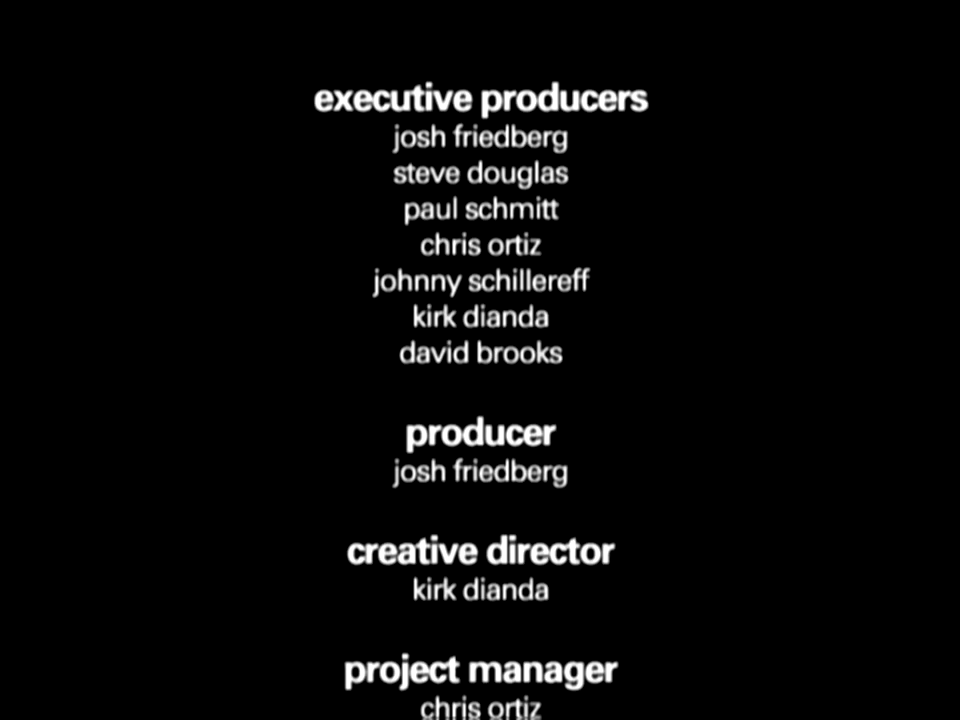 executive producers
josh friedberg
steve douglas
paul schmitt
chris ortiz
johnny schillereff
kirk dianda
david brooks
producer
josh friedberg
creative director
kirk dianda
project manager
chris ortiz